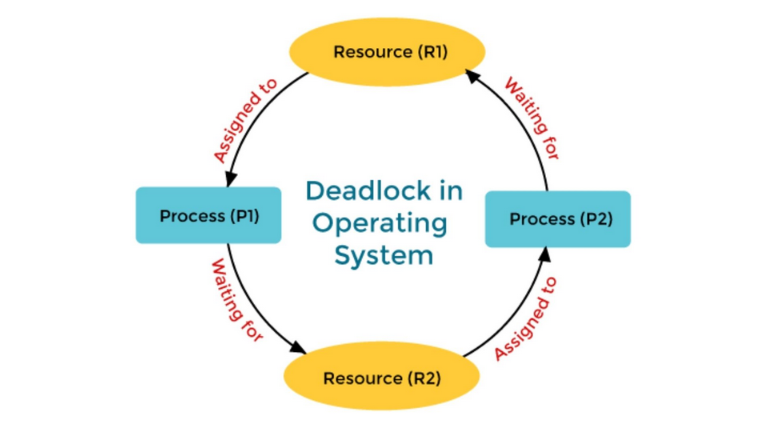 Resource (R1)
Assigned to
Waiting for
Process (P1)
Deadlock in
Operating
System
Process (P2)
Waiting for
Assigned to
Resource (R2)